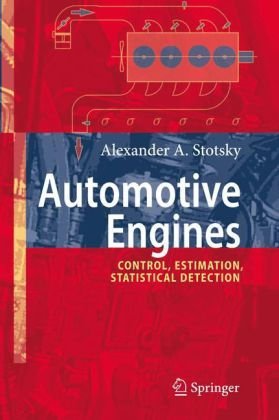 Alexander A. Stotsky
Automotive
Engines
CONTROL, ESTIMATION,
STATISTICAL DETECTION
Springer